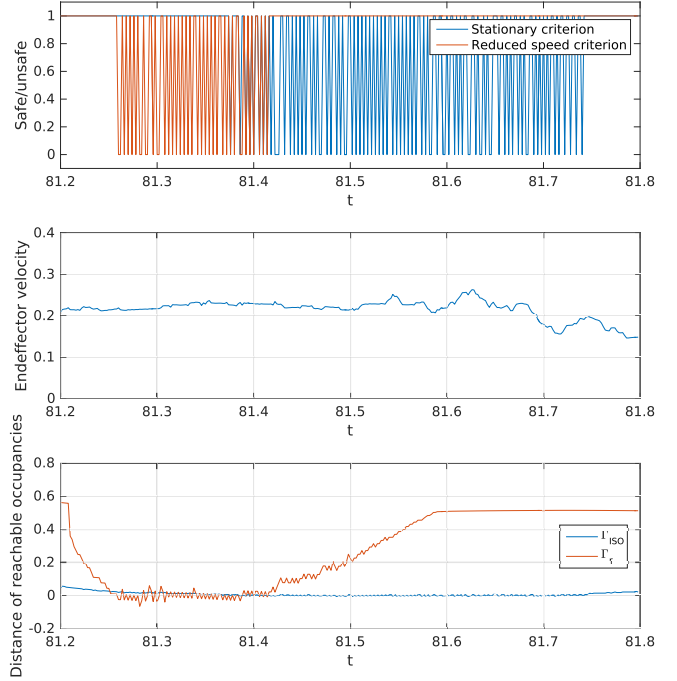 1
0.8
0.6
0.4
0.2
0
Safe/unsafe
Stationary criterion
Reduced speed criterion
81.2 81.3 81.4 81.5 81.6 81.7 81.8
t
0.4
0.3
0.2
0.1
0
Endeffector velocity
81.2 81.3 81.4 81.5 81.6 81.7 81.8
t
0.8
0.6
0.4
0.2
0
-0.2
Distance of reachable occupancies
Γ_ISO
Γ_ς
81.2 81.3 81.4 81.5 81.6 81.7 81.8
t